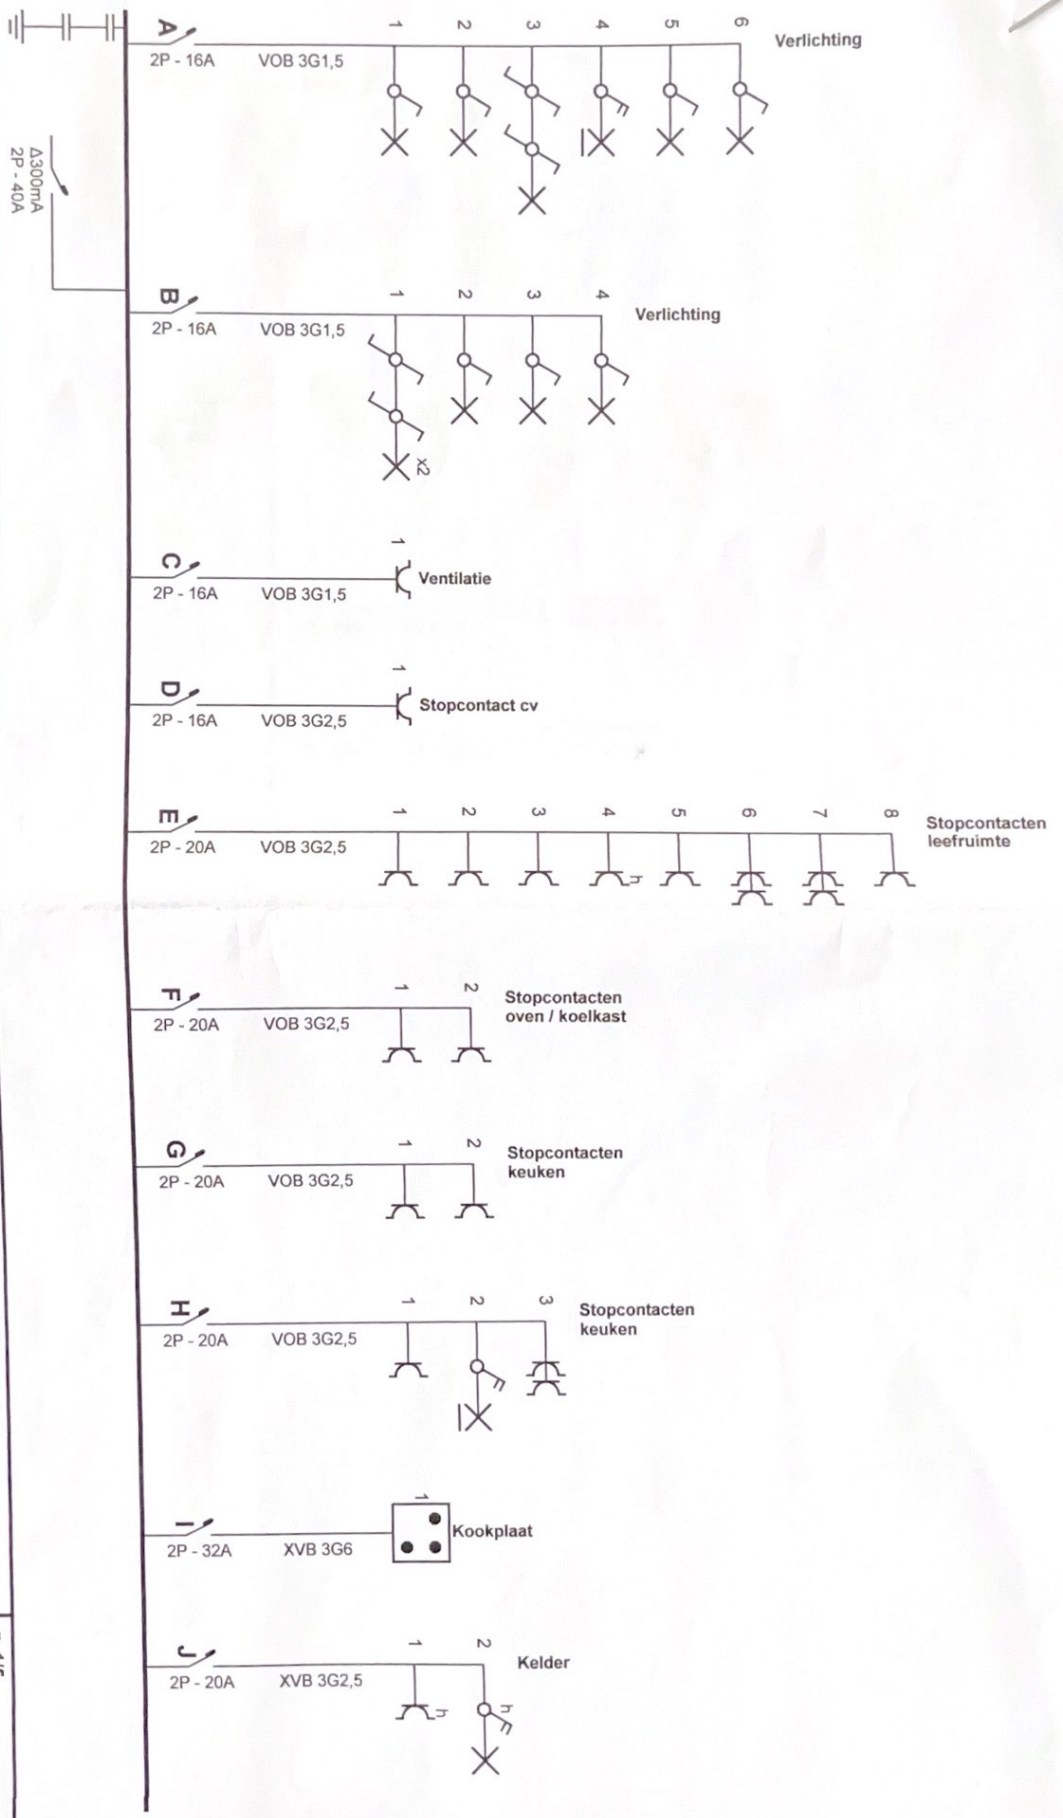 A
2P - 16A
VOB 3G1,5
1
2
3
4
5
6
Verlichting
Δ300mA
2P - 40A
B
2P - 16A
VOB 3G1,5
1
2
3
4
Verlichting
x2
C
2P - 16A
VOB 3G1,5
1
Ventilatie
D
2P - 16A
VOB 3G2,5
1
Stopcontact cv
E
2P - 20A
VOB 3G2,5
1
2
3
4
5
6
7
8
h
Stopcontacten
leefruimte
F
2P - 20A
VOB 3G2,5
1
2
Stopcontacten
oven / koelkast
G
2P - 20A
VOB 3G2,5
1
2
Stopcontacten
keuken
H
2P - 20A
VOB 3G2,5
1
2
3
Stopcontacten
keuken
I
2P - 32A
XVB 3G6
1
Kookplaat
J
2P - 20A
XVB 3G2,5
1
2
h
h
Kelder